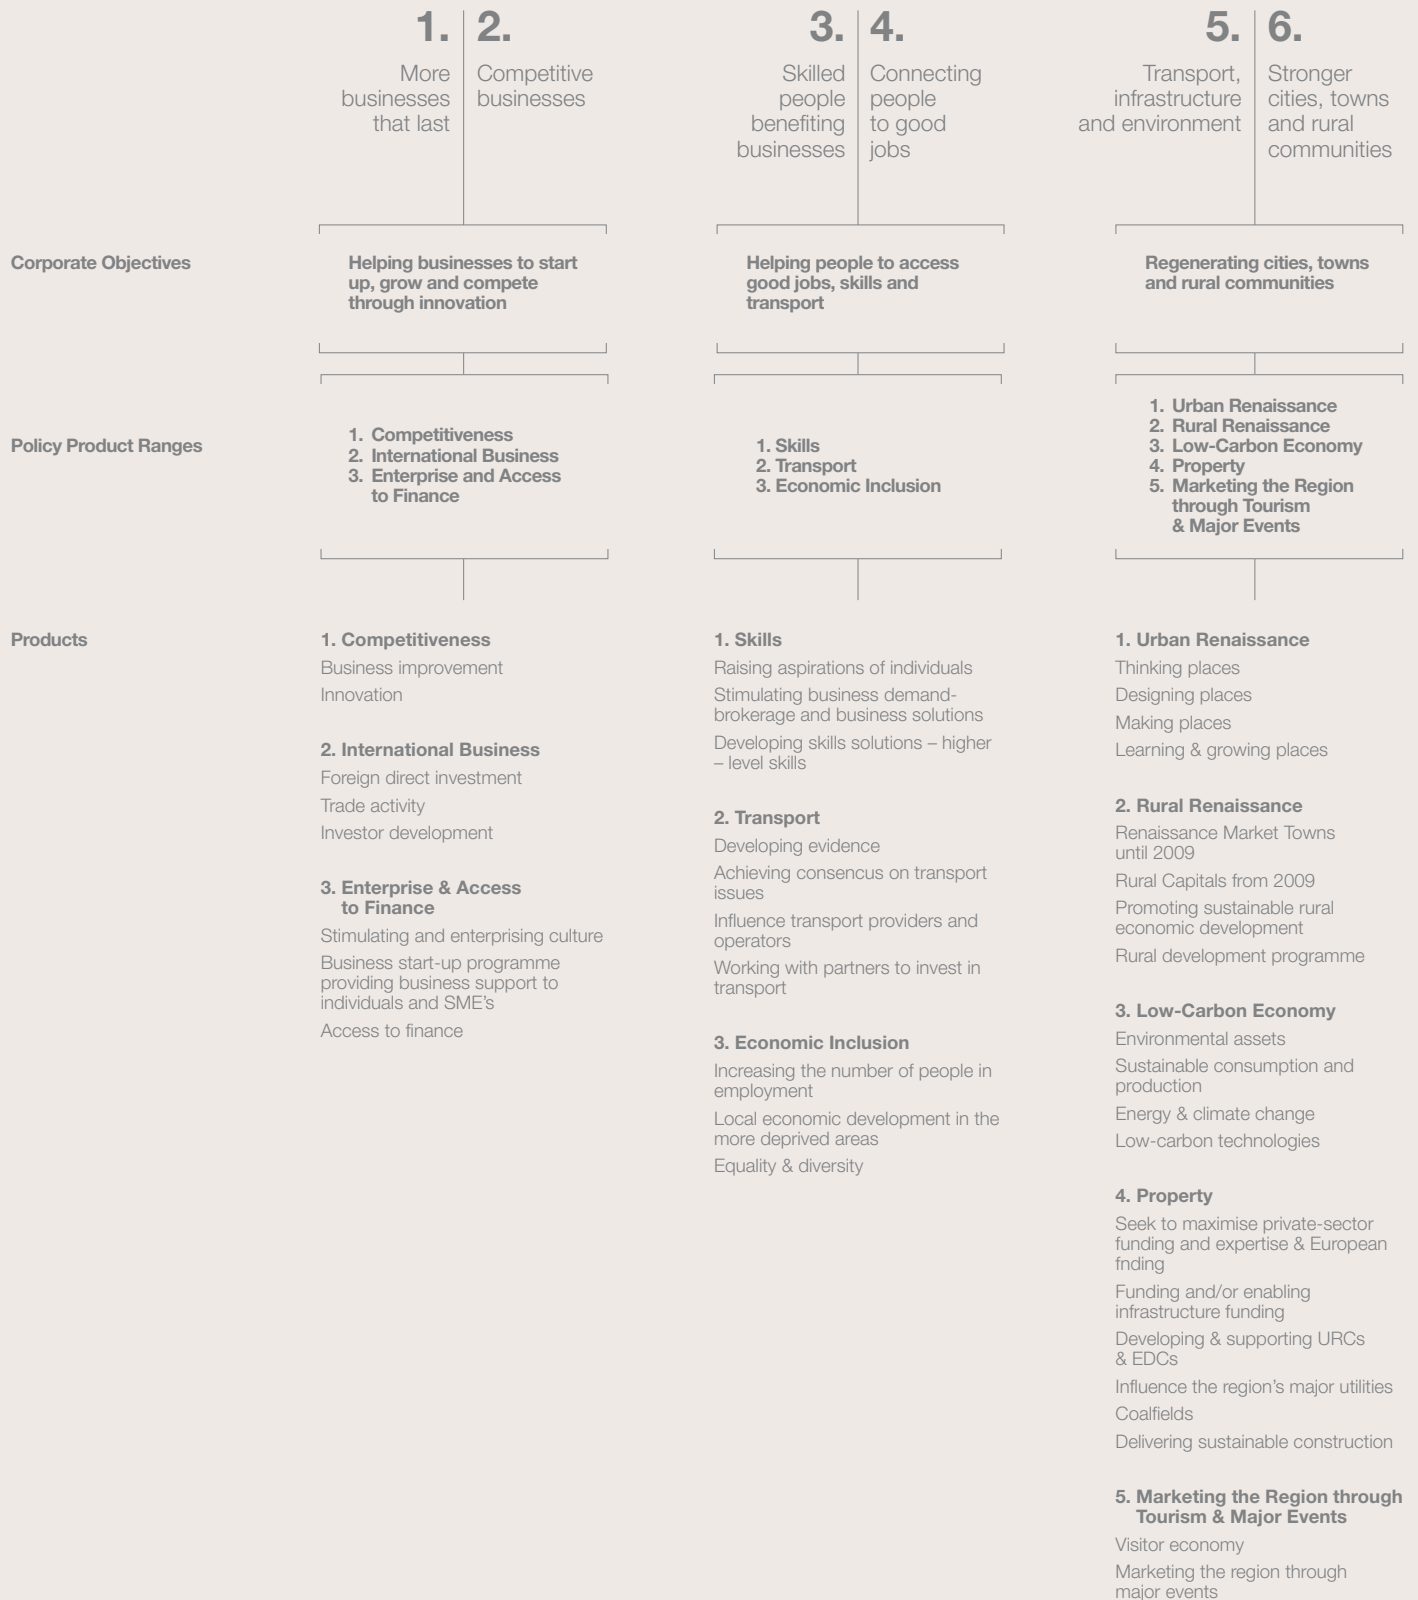 1.
More
businesses
that last
2.
Competitive
businesses
3.
Skilled
people
benefiting
businesses
4.
Connecting
people
to good
jobs
5.
Transport,
infrastructure
and environment
6.
Stronger
cities, towns
and rural
communities
Corporate Objectives
Helping businesses to start
up, grow and compete
through innovation
Helping people to access
good jobs, skills and
transport
Regenerating cities, towns
and rural communities
Policy Product Ranges
1. Competitiveness
2. International Business
3. Enterprise and Access
to Finance
1. Skills
2. Transport
3. Economic Inclusion
1. Urban Renaissance
2. Rural Renaissance
3. Low-Carbon Economy
4. Property
5. Marketing the Region
through Tourism
& Major Events
Products
1. Competitiveness
Business improvement
Innovation
2. International Business
Foreign direct investment
Trade activity
Investor development
3. Enterprise & Access
to Finance
Stimulating and enterprising culture
Business start-up programme
providing business support to
individuals and SME's
Access to finance
1. Skills
Raising aspirations of individuals
Stimulating business demand-
brokerage and business solutions
Developing skills solutions – higher
– level skills
2. Transport
Developing evidence
Achieving consencus on transport
issues
Influence transport providers and
operators
Working with partners to invest in
transport
3. Economic Inclusion
Increasing the number of people in
employment
Local economic development in the
more deprived areas
Equality & diversity
1. Urban Renaissance
Thinking places
Designing places
Making places
Learning & growing places
2. Rural Renaissance
Renaissance Market Towns
until 2009
Rural Capitals from 2009
Promoting sustainable rural
economic development
Rural development programme
3. Low-Carbon Economy
Environmental assets
Sustainable consumption and
production
Energy & climate change
Low-carbon technologies
4. Property
Seek to maximise private-sector
funding and expertise & European
fnding
Funding and/or enabling
infrastructure funding
Developing & supporting URCs
& EDCs
Influence the region's major utilities
Coalfields
Delivering sustainable construction
5. Marketing the Region through
Tourism & Major Events
Visitor economy
Marketing the region through
major events